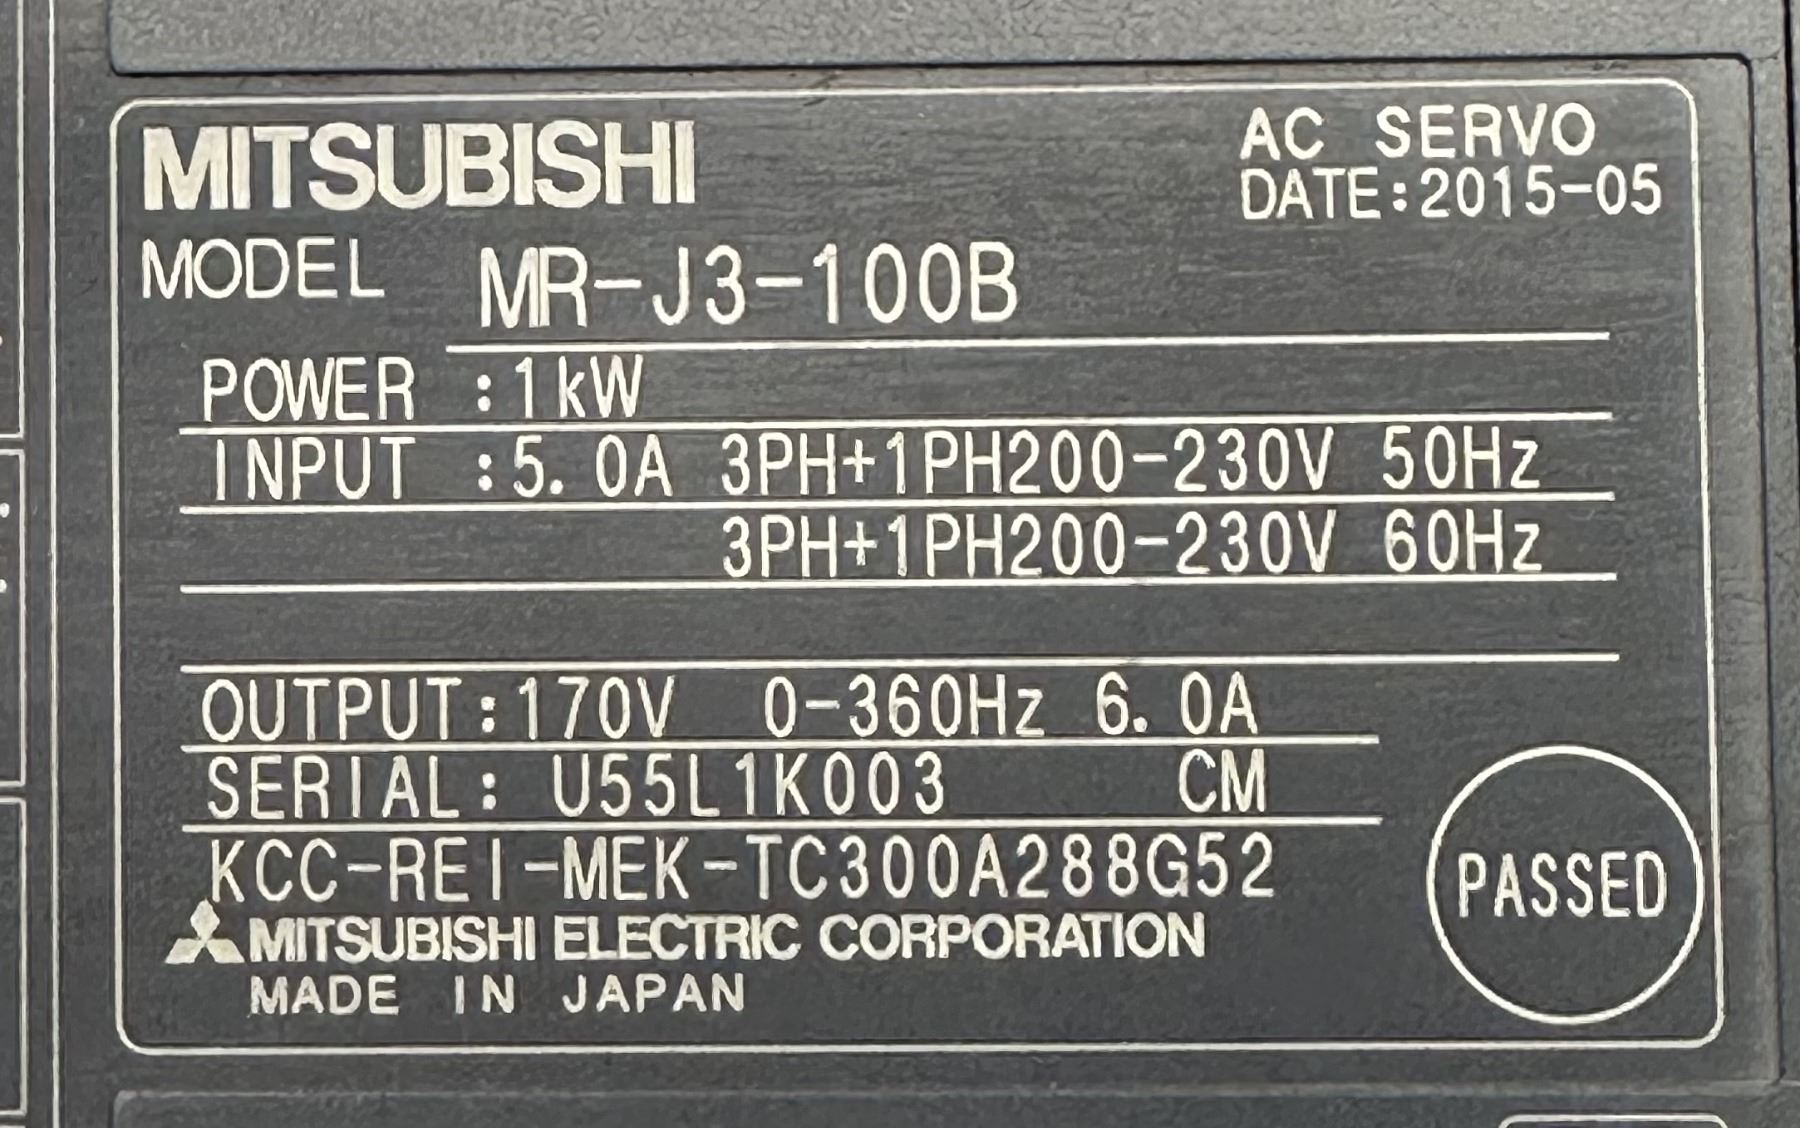 MITSUBISHI
AC SERVO
DATE:2015-05
MODEL MR-J3-100B
POWER :1kW
INPUT :5.0A 3PH+1PH200-230V 50Hz
3PH+1PH200-230V 60Hz
OUTPUT:170V 0-360Hz 6.0A
SERIAL: U55L1K003 CM
KCC-REI-MEK-TC300A288G52
MITSUBISHI ELECTRIC CORPORATION
MADE IN JAPAN
PASSED